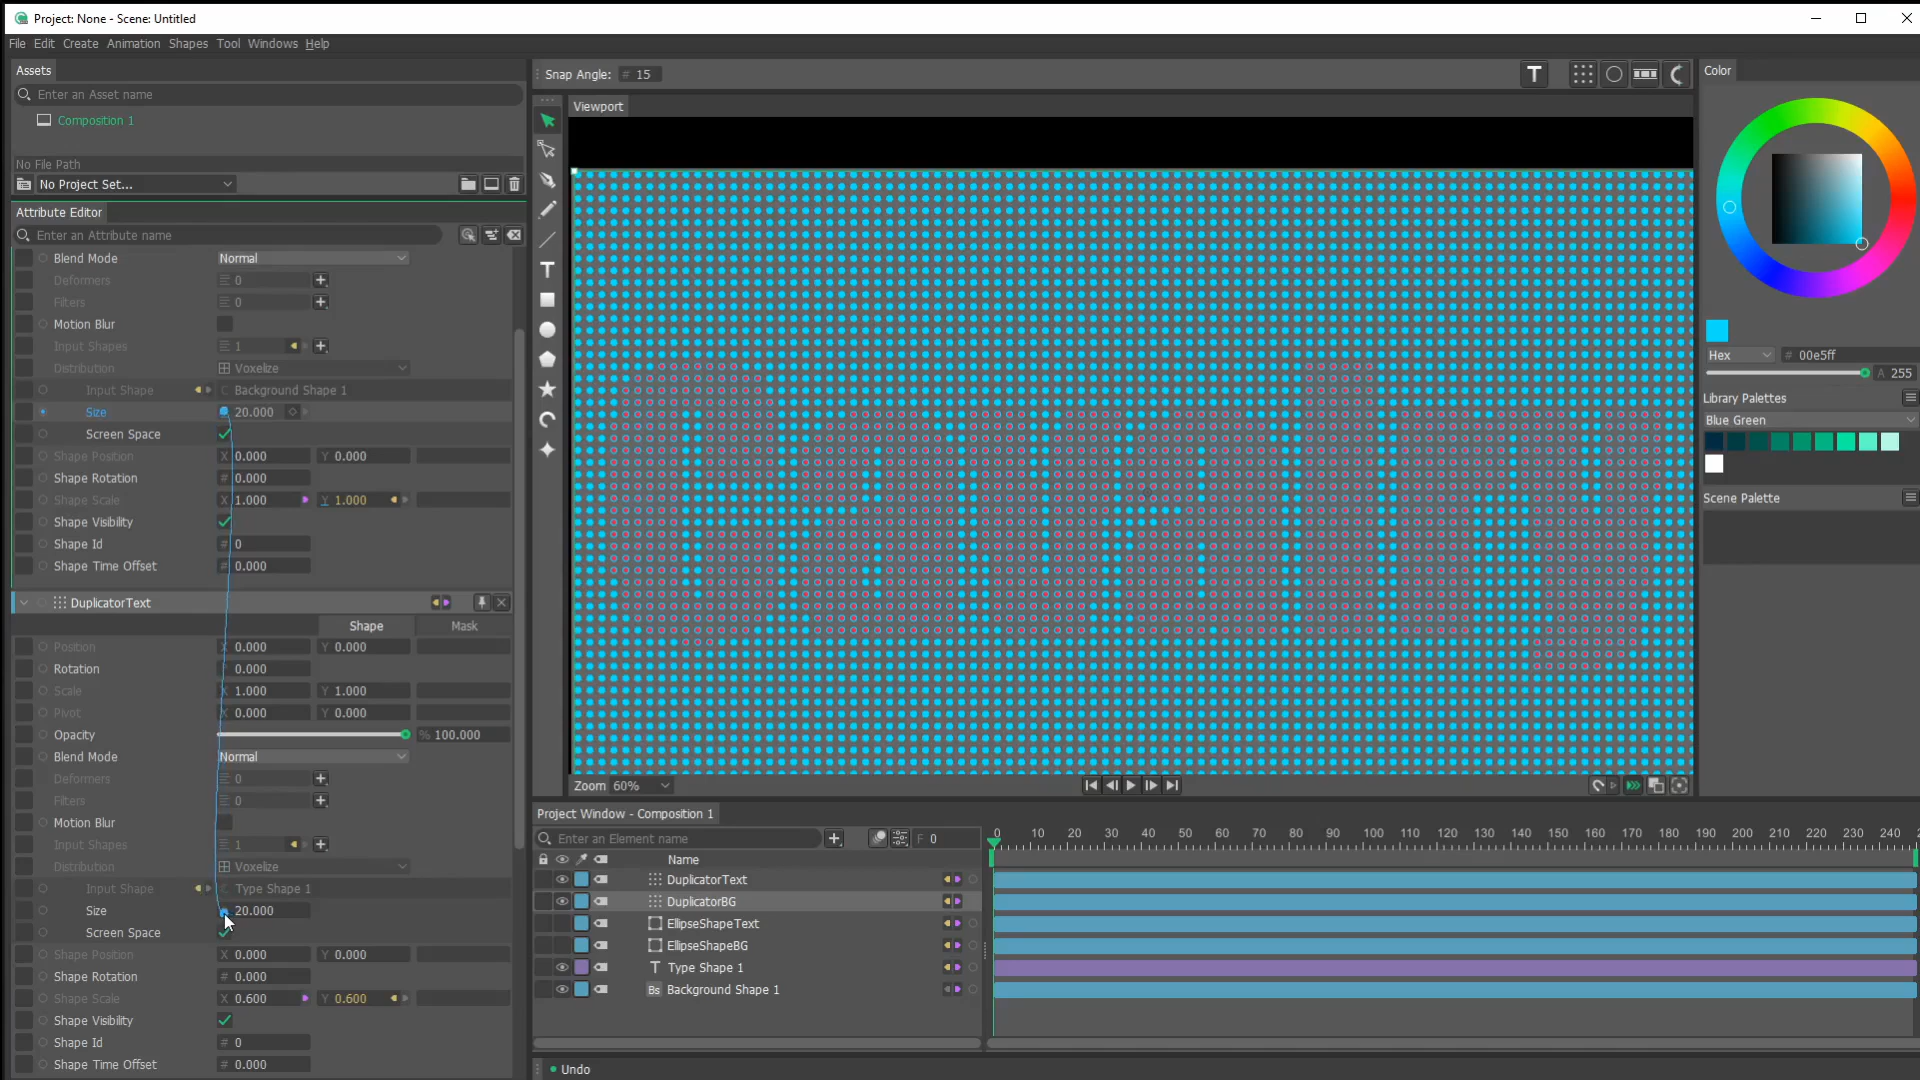 Project: None - Scene: Untitled
File Edit Create Animation Shapes Tool Windows Help
Assets
Enter an Asset name
Composition 1
No File Path
No Project Set...
Attribute Editor
Enter an Attribute name
Blend Mode Normal
Deformers 0
Filters 0
Motion Blur
Input Shapes 1
Distribution Voxelize
Input Shape Background Shape 1
Size 20.000
Screen Space
Shape Position X 0.000 Y 0.000
Shape Rotation # 0.000
Shape Scale X 1.000 Y 1.000
Shape Visibility
Shape Id # 0
Shape Time Offset # 0.000
DuplicatorText
Shape Mask
Position X 0.000 Y 0.000
Rotation 0.000
Scale X 1.000 Y 1.000
Pivot X 0.000 Y 0.000
Opacity % 100.000
Blend Mode Normal
Deformers 0
Filters 0
Motion Blur
Input Shapes 1
Distribution Voxelize
Input Shape Type Shape 1
Size 20.000
Screen Space
Shape Position X 0.000 Y 0.000
Shape Rotation # 0.000
Shape Scale X 0.600 Y 0.600
Shape Visibility
Shape Id # 0
Shape Time Offset # 0.000
Snap Angle: # 15
T
Viewport
T
Zoom 60%
Project Window - Composition 1
Enter an Element name
F 0
0 10 20 30 40 50 60 70 80 90 100 110 120 130 140 150 160 170 180 190 200 210 220 230 240
Name
DuplicatorText
DuplicatorBG
EllipseShapeText
EllipseShapeBG
T Type Shape 1
Bs Background Shape 1
Undo
Color
Hex # 00e5ff
A 255
Library Palettes
Blue Green
Scene Palette